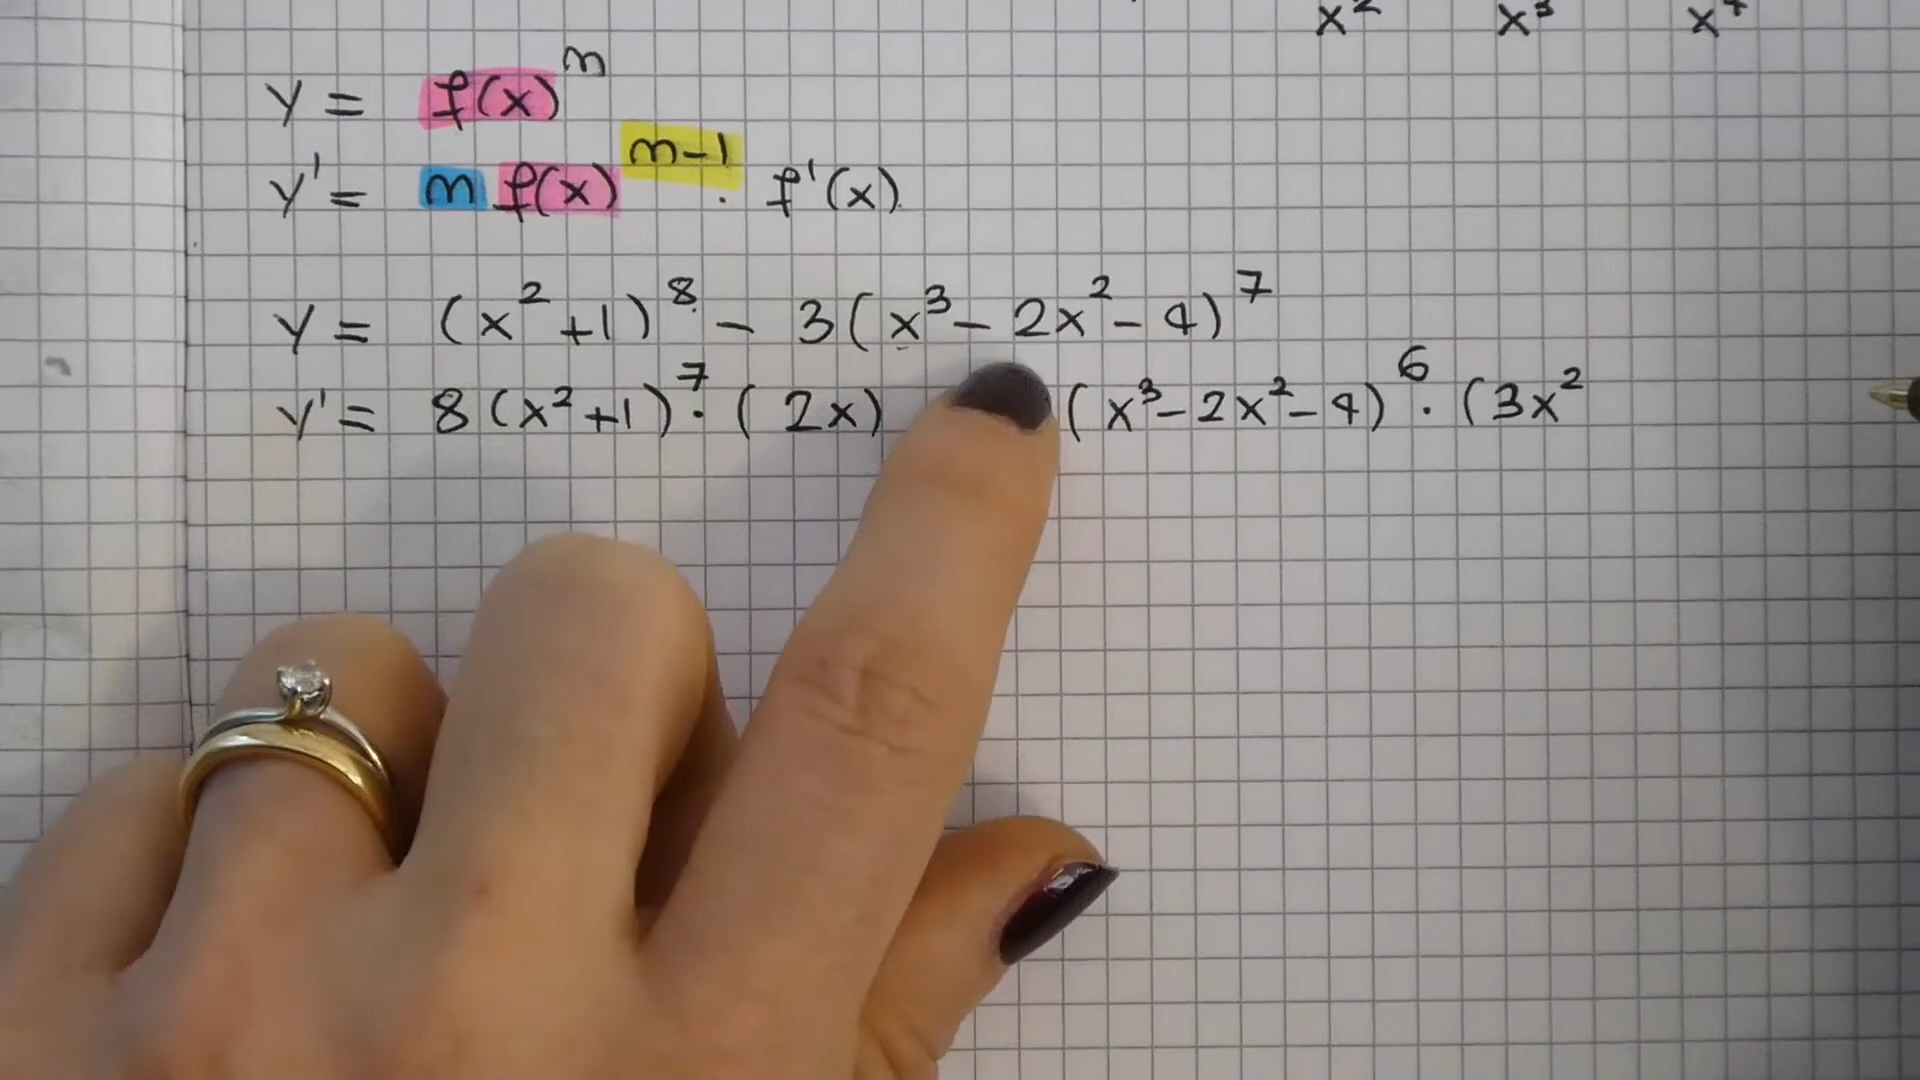 x² x³ x⁴
y = f(x)ⁿ
y' = n f(x)ⁿ⁻¹ · f'(x)
y = (x² + 1)⁸ - 3(x³ - 2x² - 4)⁷
y' = 8(x² + 1)⁷ · (2x) (x³ - 2x² - 4)⁶ · (3x²